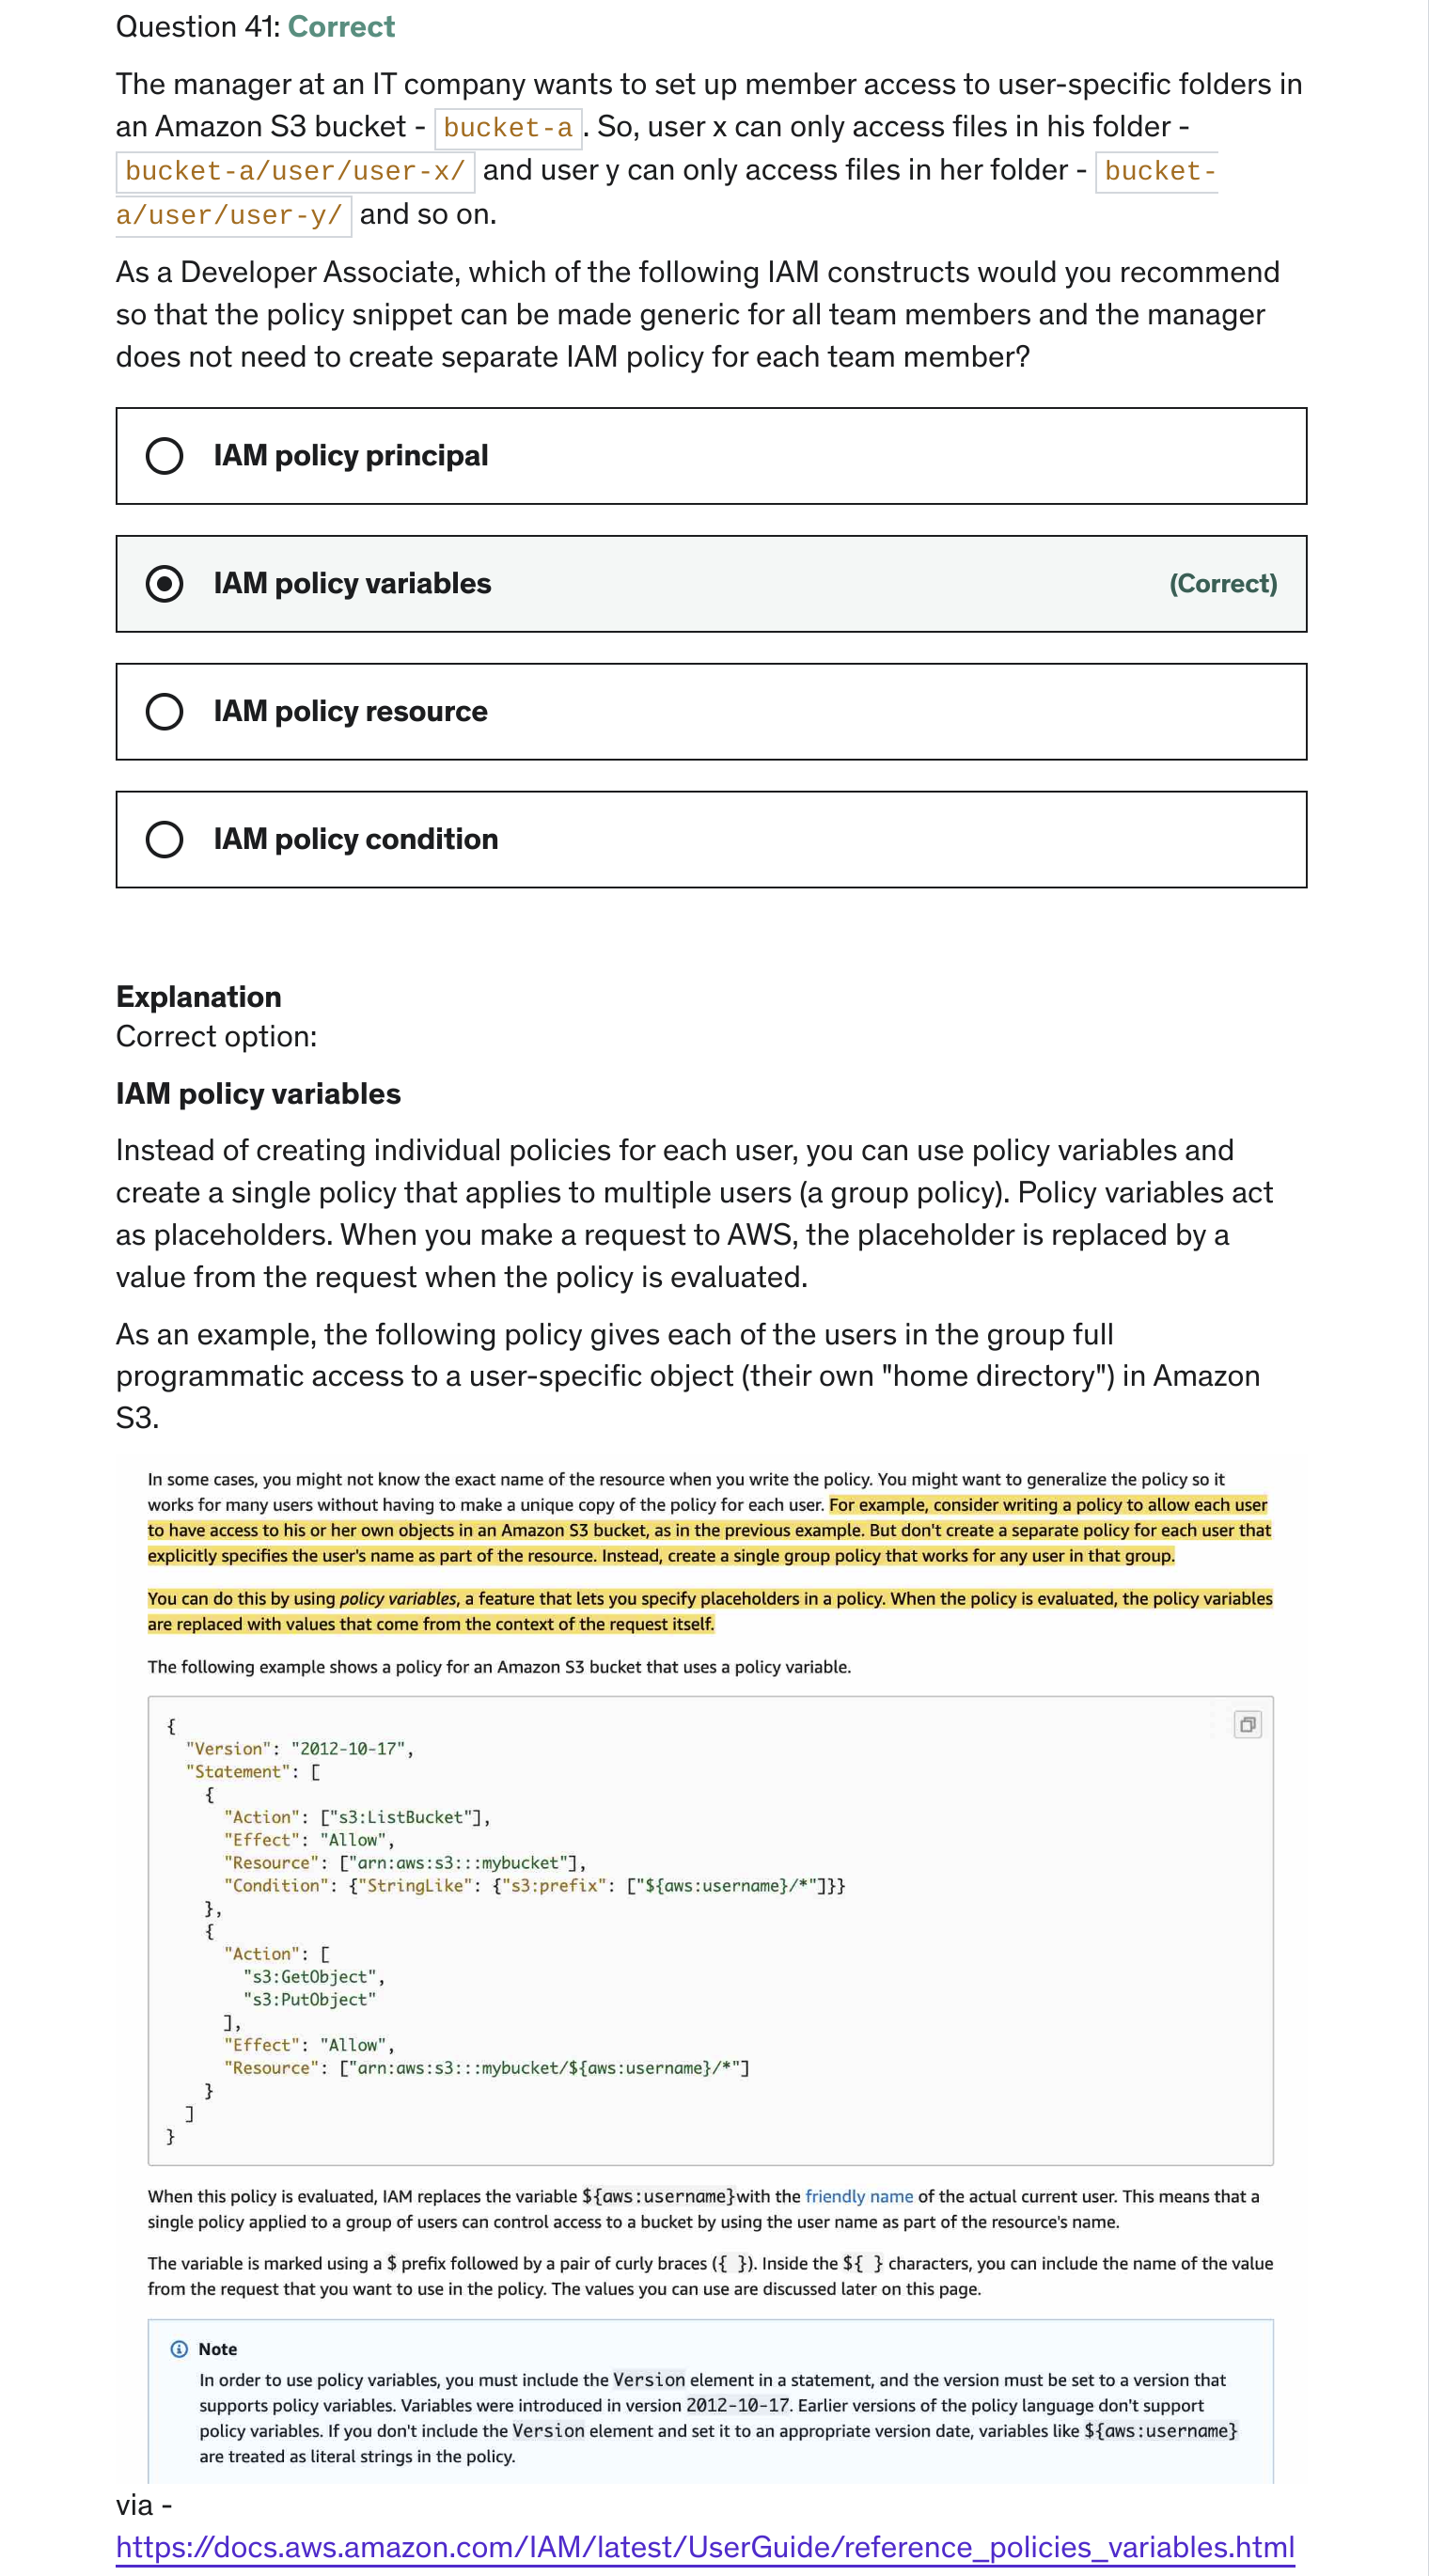 Question 41: Correct
The manager at an IT company wants to set up member access to user-specific folders in
an Amazon S3 bucket - bucket-a . So, user x can only access files in his folder -
bucket-a/user/user-x/ and user y can only access files in her folder - bucket-
a/user/user-y/ and so on.
As a Developer Associate, which of the following IAM constructs would you recommend
so that the policy snippet can be made generic for all team members and the manager
does not need to create separate IAM policy for each team member?
IAM policy principal
IAM policy variables (Correct)
IAM policy resource
IAM policy condition
Explanation
Correct option:
IAM policy variables
Instead of creating individual policies for each user, you can use policy variables and
create a single policy that applies to multiple users (a group policy). Policy variables act
as placeholders. When you make a request to AWS, the placeholder is replaced by a
value from the request when the policy is evaluated.
As an example, the following policy gives each of the users in the group full
programmatic access to a user-specific object (their own "home directory") in Amazon
S3.
In some cases, you might not know the exact name of the resource when you write the policy. You might want to generalize the policy so it
works for many users without having to make a unique copy of the policy for each user. For example, consider writing a policy to allow each user
to have access to his or her own objects in an Amazon S3 bucket, as in the previous example. But don't create a separate policy for each user that
explicitly specifies the user's name as part of the resource. Instead, create a single group policy that works for any user in that group.
You can do this by using policy variables, a feature that lets you specify placeholders in a policy. When the policy is evaluated, the policy variables
are replaced with values that come from the context of the request itself.
The following example shows a policy for an Amazon S3 bucket that uses a policy variable.
{
  "Version": "2012-10-17",
  "Statement": [
    {
      "Action": ["s3:ListBucket"],
      "Effect": "Allow",
      "Resource": ["arn:aws:s3:::mybucket"],
      "Condition": {"StringLike": {"s3:prefix": ["${aws:username}/*"]}}
    },
    {
      "Action": [
        "s3:GetObject",
        "s3:PutObject"
      ],
      "Effect": "Allow",
      "Resource": ["arn:aws:s3:::mybucket/${aws:username}/*"]
    }
  ]
}
When this policy is evaluated, IAM replaces the variable ${aws:username}with the friendly name of the actual current user. This means that a
single policy applied to a group of users can control access to a bucket by using the user name as part of the resource's name.
The variable is marked using a $ prefix followed by a pair of curly braces ({ }). Inside the ${ } characters, you can include the name of the value
from the request that you want to use in the policy. The values you can use are discussed later on this page.
Note
In order to use policy variables, you must include the Version element in a statement, and the version must be set to a version that
supports policy variables. Variables were introduced in version 2012-10-17. Earlier versions of the policy language don't support
policy variables. If you don't include the Version element and set it to an appropriate version date, variables like ${aws:username}
are treated as literal strings in the policy.
via -
https://docs.aws.amazon.com/IAM/latest/UserGuide/reference_policies_variables.html